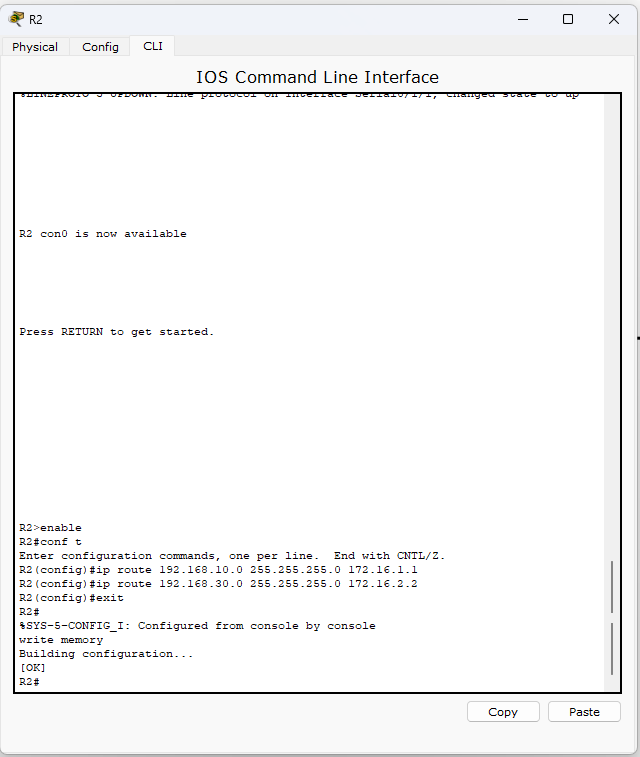 R2
Physical Config CLI
IOS Command Line Interface
%LINEPROTO-5-UPDOWN: Line protocol on Interface Serial0/1/1, changed state to up
R2 con0 is now available
Press RETURN to get started.
R2>enable
R2#conf t
Enter configuration commands, one per line.  End with CNTL/Z.
R2(config)#ip route 192.168.10.0 255.255.255.0 172.16.1.1
R2(config)#ip route 192.168.30.0 255.255.255.0 172.16.2.2
R2(config)#exit
R2#
%SYS-5-CONFIG_I: Configured from console by console
write memory
Building configuration...
[OK]
R2#
Copy Paste